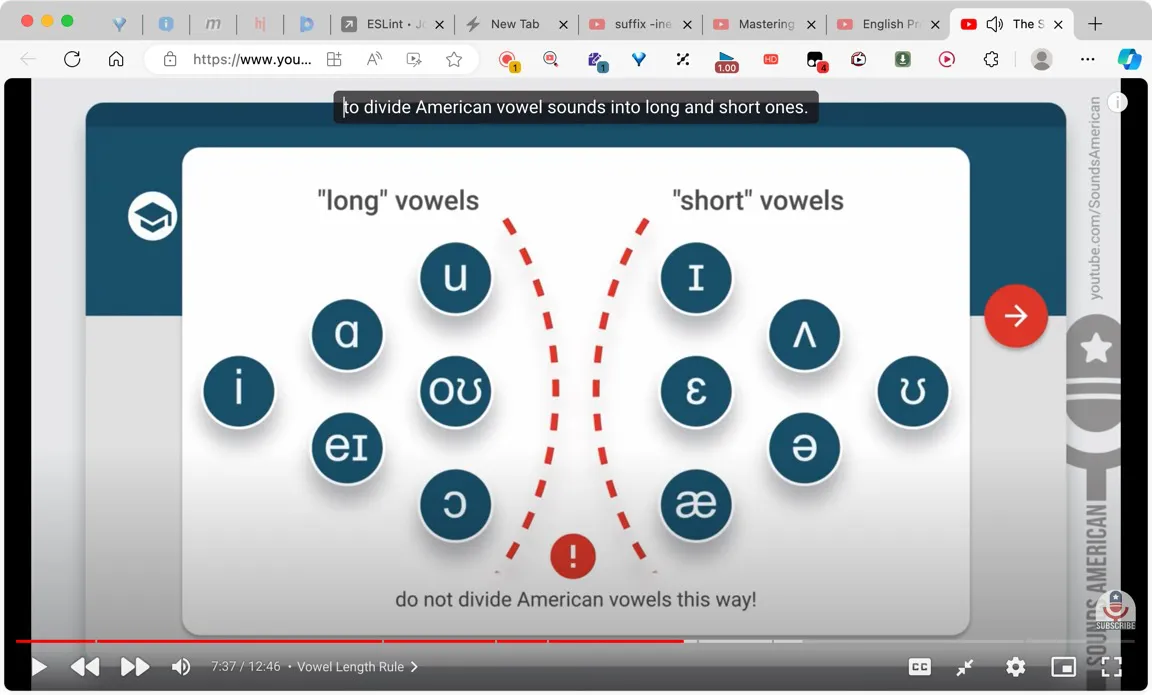 m
hj
ESLint • Jc
New Tab
suffix -ine
Mastering
English Pr
The S
https://www.you...
1
1
1.00
HD
4
to divide American vowel sounds into long and short ones.
youtube.com/SoundsAmerican
"long" vowels
"short" vowels
u
ɪ
ɑ
ʌ
i
oʊ
ɛ
ʊ
eɪ
ə
ɔ
æ
!
do not divide American vowels this way!
SOUNDS AMERICAN
SUBSCRIBE
7:37 / 12:46 • Vowel Length Rule
CC